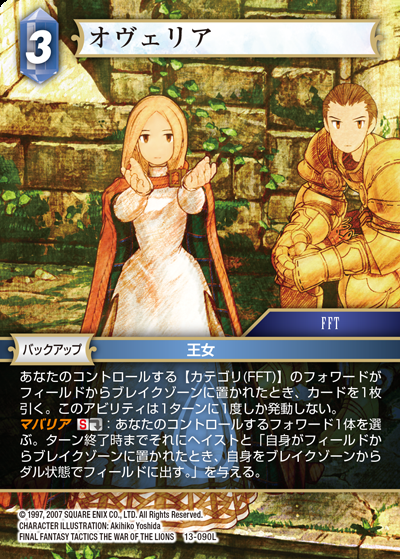 3
オヴェリア
FFT
バックアップ
王女
あなたのコントロールする【カテゴリ(FFT)】のフォワードが
フィールドからブレイクゾーンに置かれたとき、カードを1枚
引く。このアビリティは1ターンに1度しか発動しない。
マバリア S：あなたのコントロールするフォワード1体を選
ぶ。ターン終了時までそれにヘイストと「自身がフィールドか
らブレイクゾーンに置かれたとき、自身をブレイクゾーンから
ダル状態でフィールドに出す。」を与える。
© 1997, 2007 SQUARE ENIX CO., LTD. All Rights Reserved.
CHARACTER ILLUSTRATION: Akihiko Yoshida
FINAL FANTASY TACTICS THE WAR OF THE LIONS 13-090L